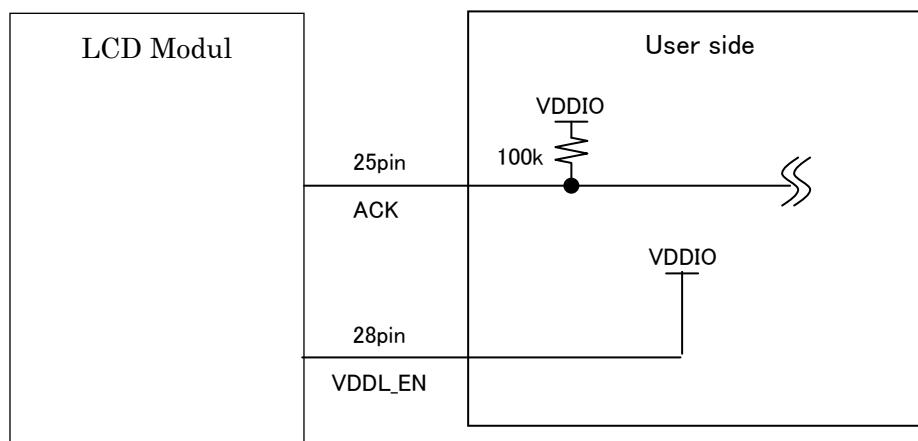 LCD Modul
User side
VDDIO
100k
25pin
ACK
VDDIO
28pin
VDDL_EN